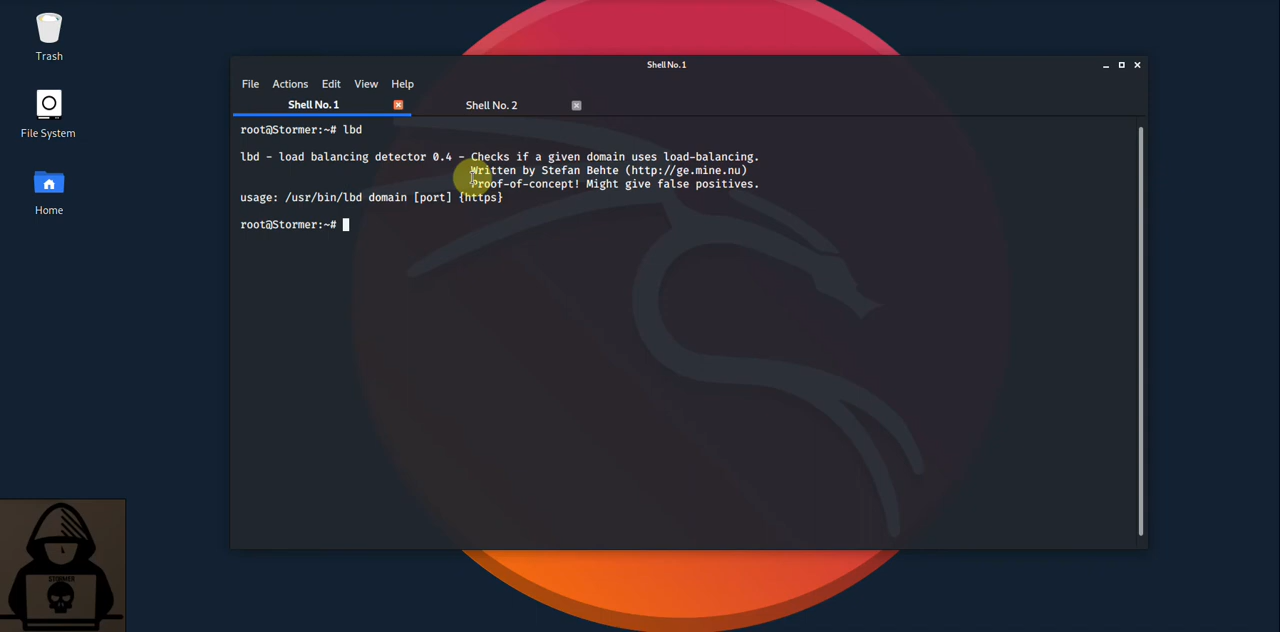 Trash
File System
Home
Shell No. 1
File Actions Edit View Help
Shell No. 1 Shell No. 2
root@Stormer:~# lbd
lbd - load balancing detector 0.4 - Checks if a given domain uses load-balancing.
Written by Stefan Behte (http://ge.mine.nu)
Proof-of-concept! Might give false positives.
usage: /usr/bin/lbd domain [port] {https}
root@Stormer:~#
STORMER